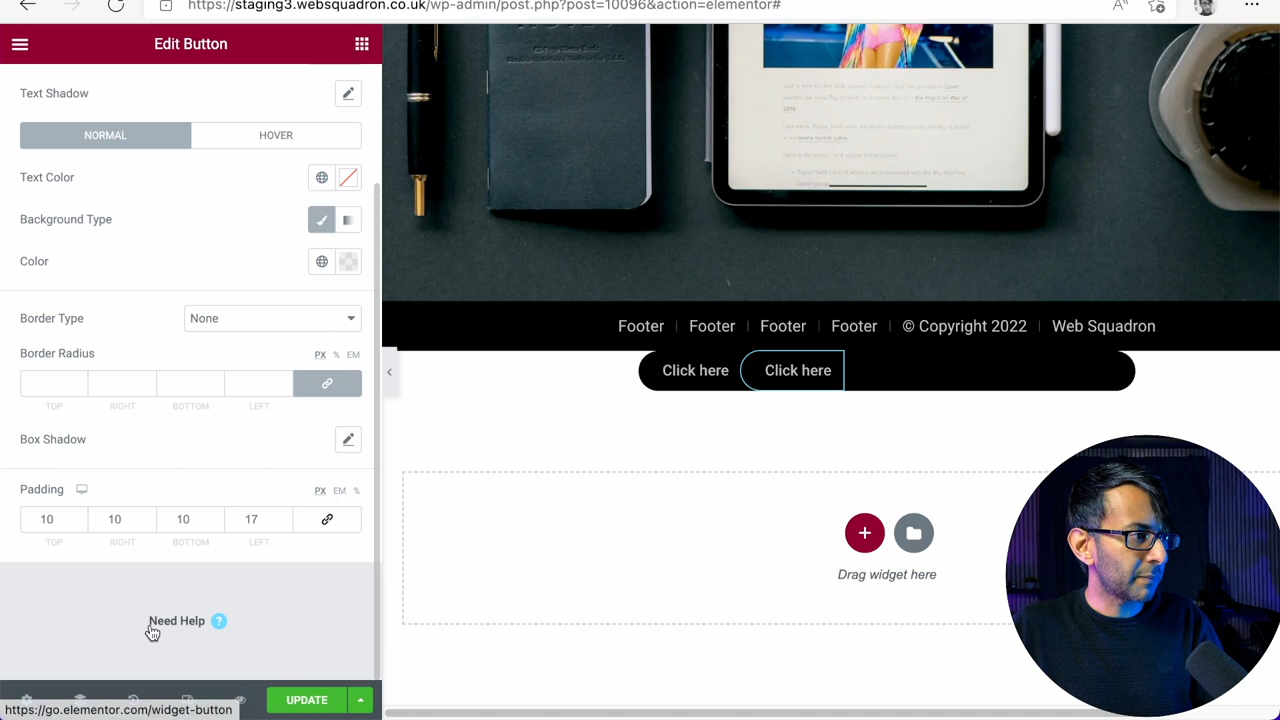 https://staging3.websquadron.co.uk/wp-admin/post.php?post=10096&action=elementor#
Edit Button
Text Shadow
NORMAL HOVER
Text Color
Background Type
Color
Border Type None
Border Radius PX % EM
TOP RIGHT BOTTOM LEFT
Box Shadow
Padding PX EM %
10 10 10 17
TOP RIGHT BOTTOM LEFT
Need Help ?
UPDATE
https://go.elementor.com/widget-button
Footer | Footer | Footer | Footer | © Copyright 2022 | Web Squadron
Click here Click here
Drag widget here